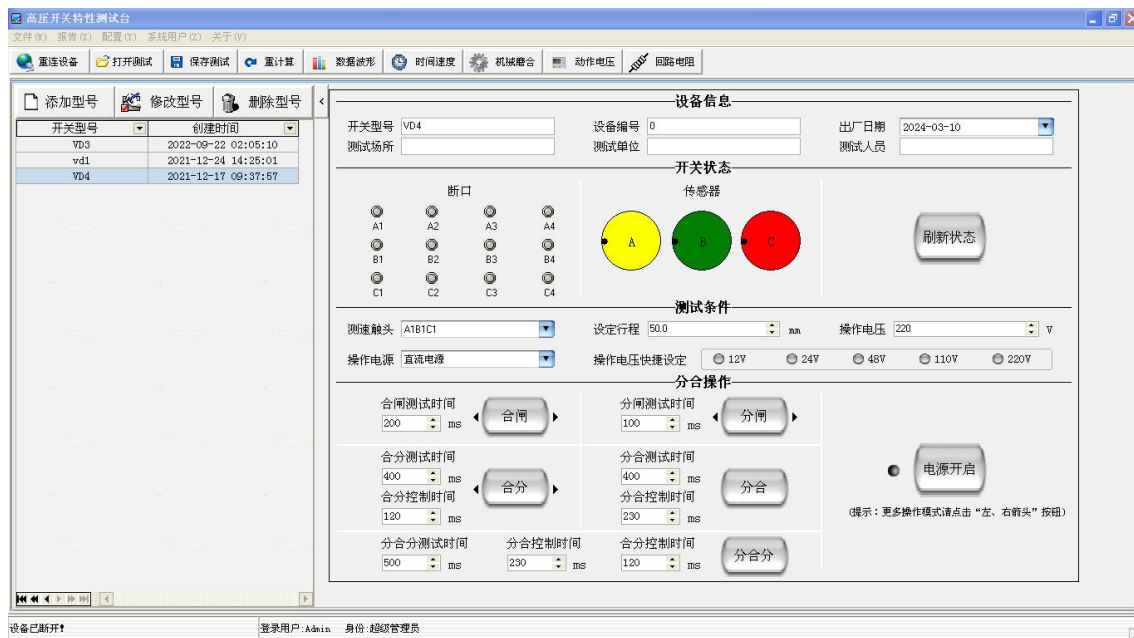 高压开关特性测试台
文件(W) 报告(X) 配置(Y) 系统用户(Z) 关于(V)
重连设备 打开测试 保存测试 重计算 数据波形 时间速度 机械磨合 动作电压 回路电阻
添加型号 修改型号 删除型号
开关型号 创建时间
VD3 2022-09-22 02:05:10
vd1 2021-12-24 14:25:01
VD4 2021-12-17 09:37:57
设备信息
开关型号 VD4 设备编号 0 出厂日期 2024-03-10
测试场所 测试单位 测试人员
开关状态
断口 传感器
A1 A2 A3 A4
B1 B2 B3 B4
C1 C2 C3 C4
A B C
刷新状态
测试条件
测速触头 A1B1C1 设定行程 50.0 mm 操作电压 220 V
操作电源 直流电源 操作电压快捷设定 12V 24V 48V 110V 220V
分合操作
合闸测试时间 200 ms 合闸
分闸测试时间 100 ms 分闸
合分测试时间 400 ms
合分控制时间 120 ms 合分
分合测试时间 400 ms
分合控制时间 230 ms 分合
电源开启
(提示：更多操作模式请点击“左、右箭头”按钮)
分合分测试时间 分合控制时间 合分控制时间
500 ms 230 ms 120 ms 分合分
设备已断开! 登录用户:Admin 身份:超级管理员